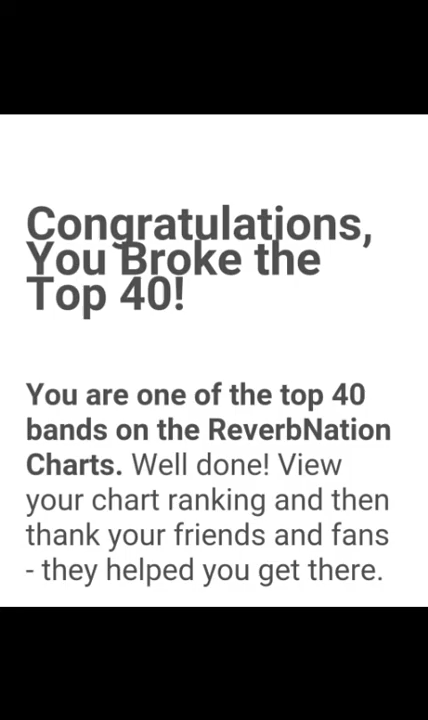 Congratulations,
You Broke the
Top 40!
You are one of the top 40
bands on the ReverbNation
Charts. Well done! View
your chart ranking and then
thank your friends and fans
- they helped you get there.